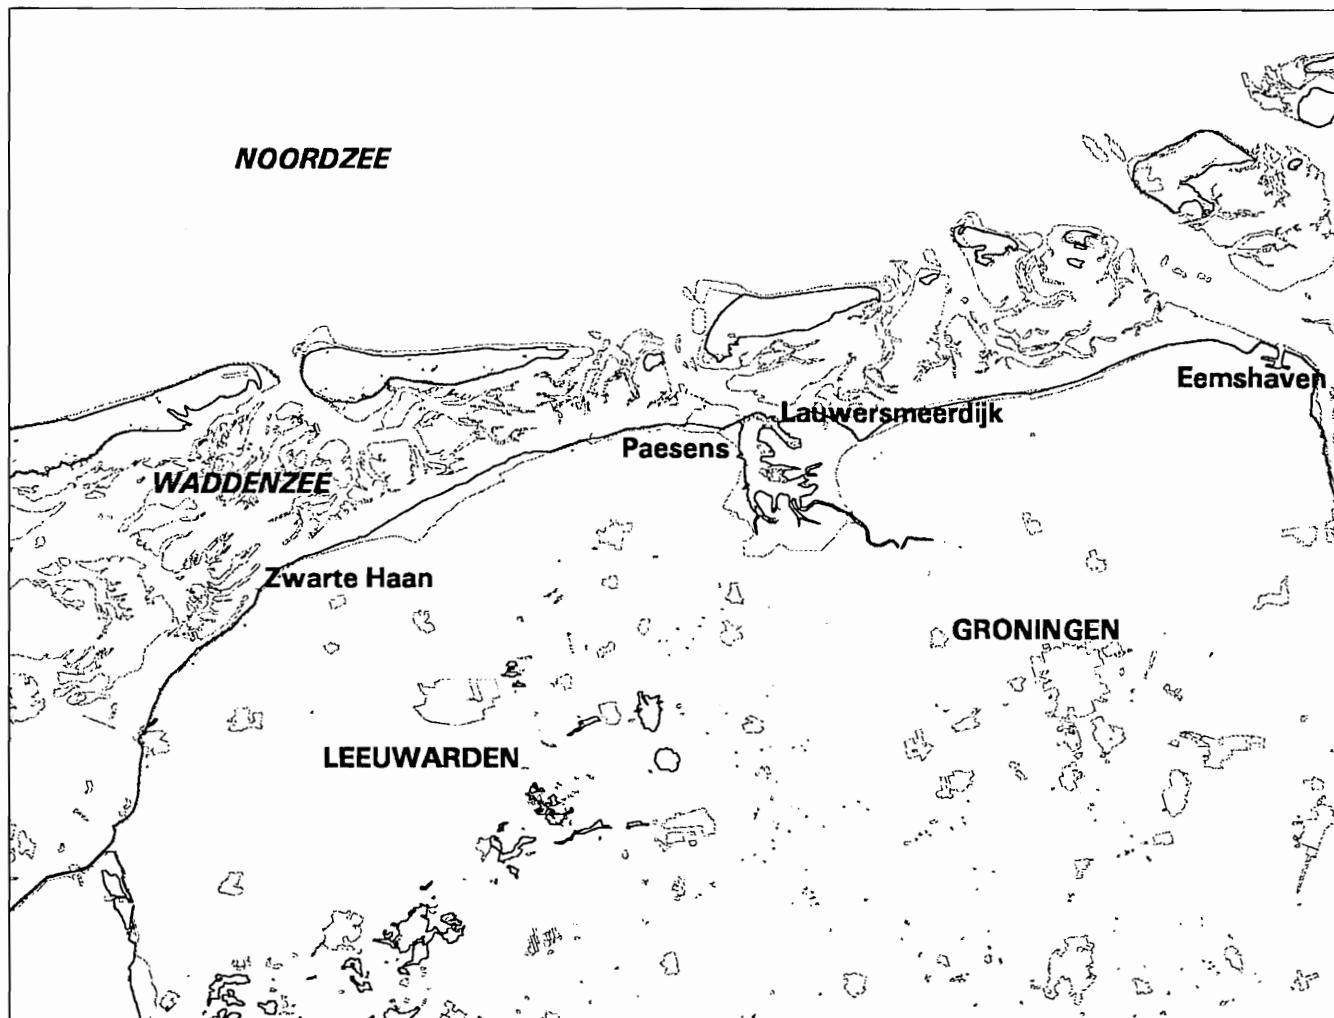 NOORDZEE
Eemshaven
Lauwersmeerdijk
Paesens
WADDENZEE
Zwarte Haan
GRONINGEN
LEEUWARDEN